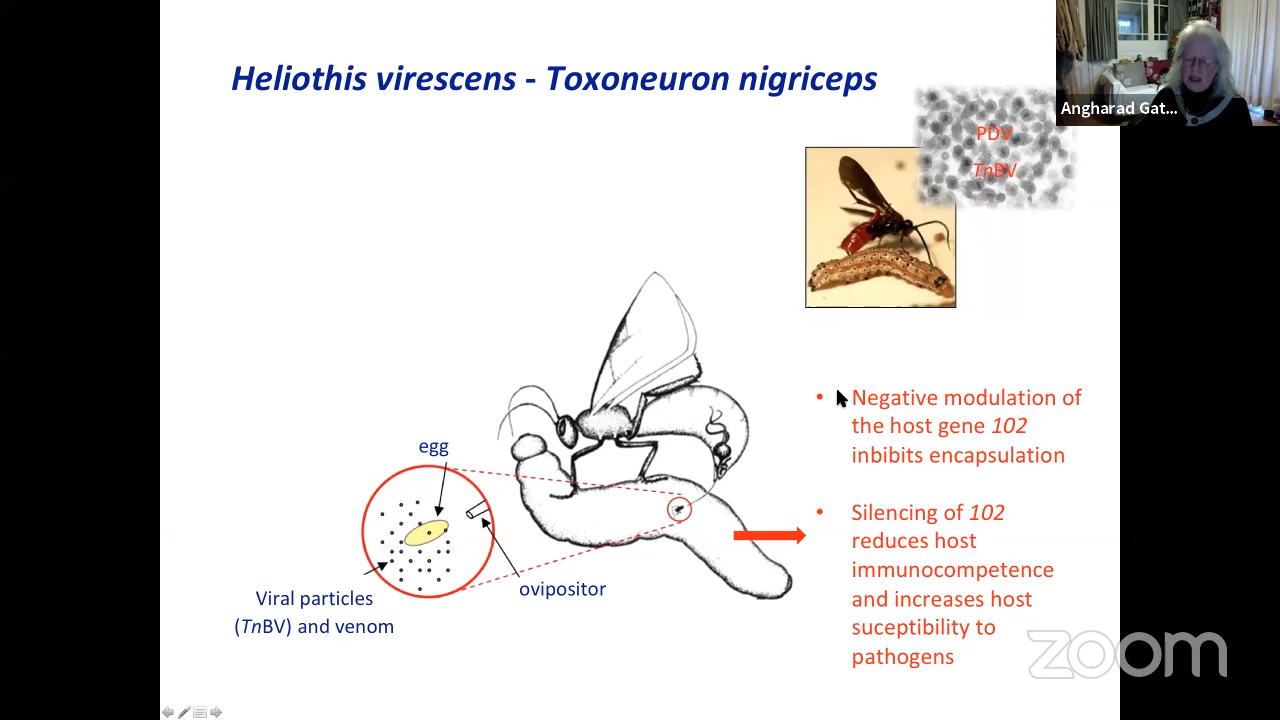 Heliothis virescens - Toxoneuron nigriceps
Angharad Gat...
PDV
TnBV
egg
ovipositor
Viral particles
(TnBV) and venom
• Negative modulation of
the host gene 102
inbibits encapsulation
• Silencing of 102
reduces host
immunocompetence
and increases host
suceptibility to
pathogens
zoom